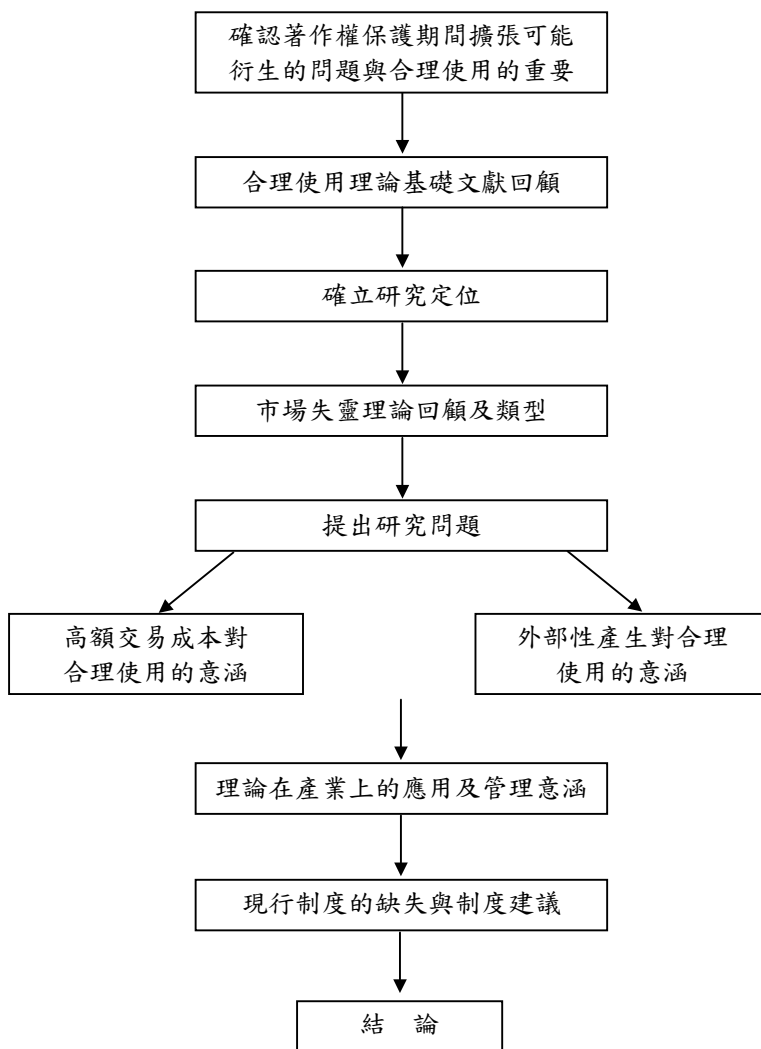 確認著作權保護期間擴張可能
衍生的問題與合理使用的重要
合理使用理論基礎文獻回顧
確立研究定位
市場失靈理論回顧及類型
提出研究問題
高額交易成本對
合理使用的意涵
外部性產生對合理
使用的意涵
理論在產業上的應用及管理意涵
現行制度的缺失與制度建議
結 論